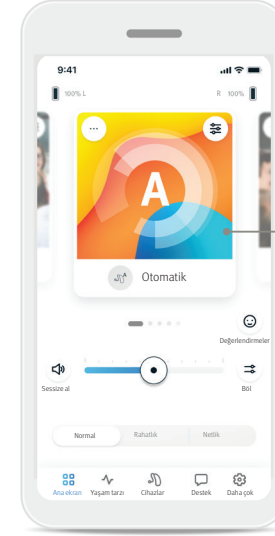 9:41
100% L
R 100%
...
A
A
Otomatik
Değerlendirmeler
Sessize al
Böl
Normal
Rahatlık
Netlik
Ana ekran
Yaşam tarzı
Cihazlar
Destek
Daha çok